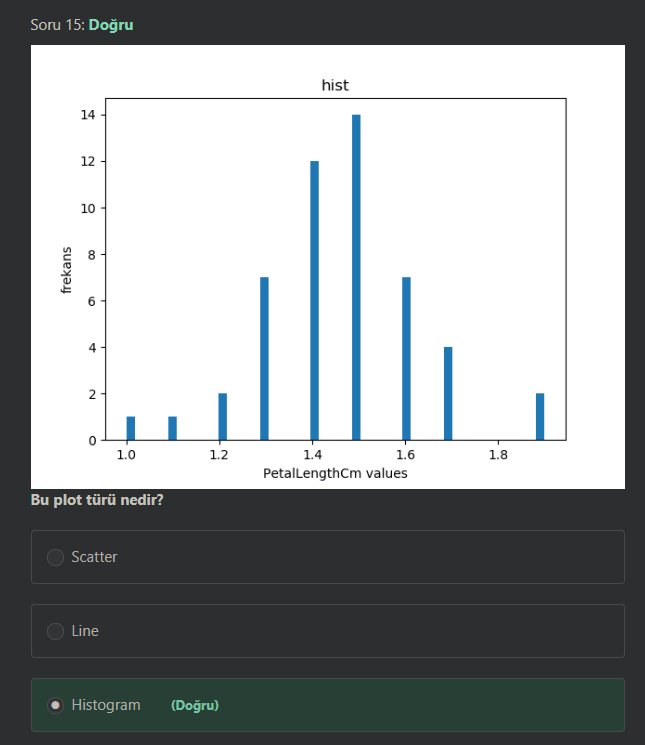 Soru 15: Doğru
hist
14
12
10
8
6
4
2
0
frekans
1.0 1.2 1.4 1.6 1.8
PetalLengthCm values
Bu plot türü nedir?
Scatter
Line
Histogram (Doğru)